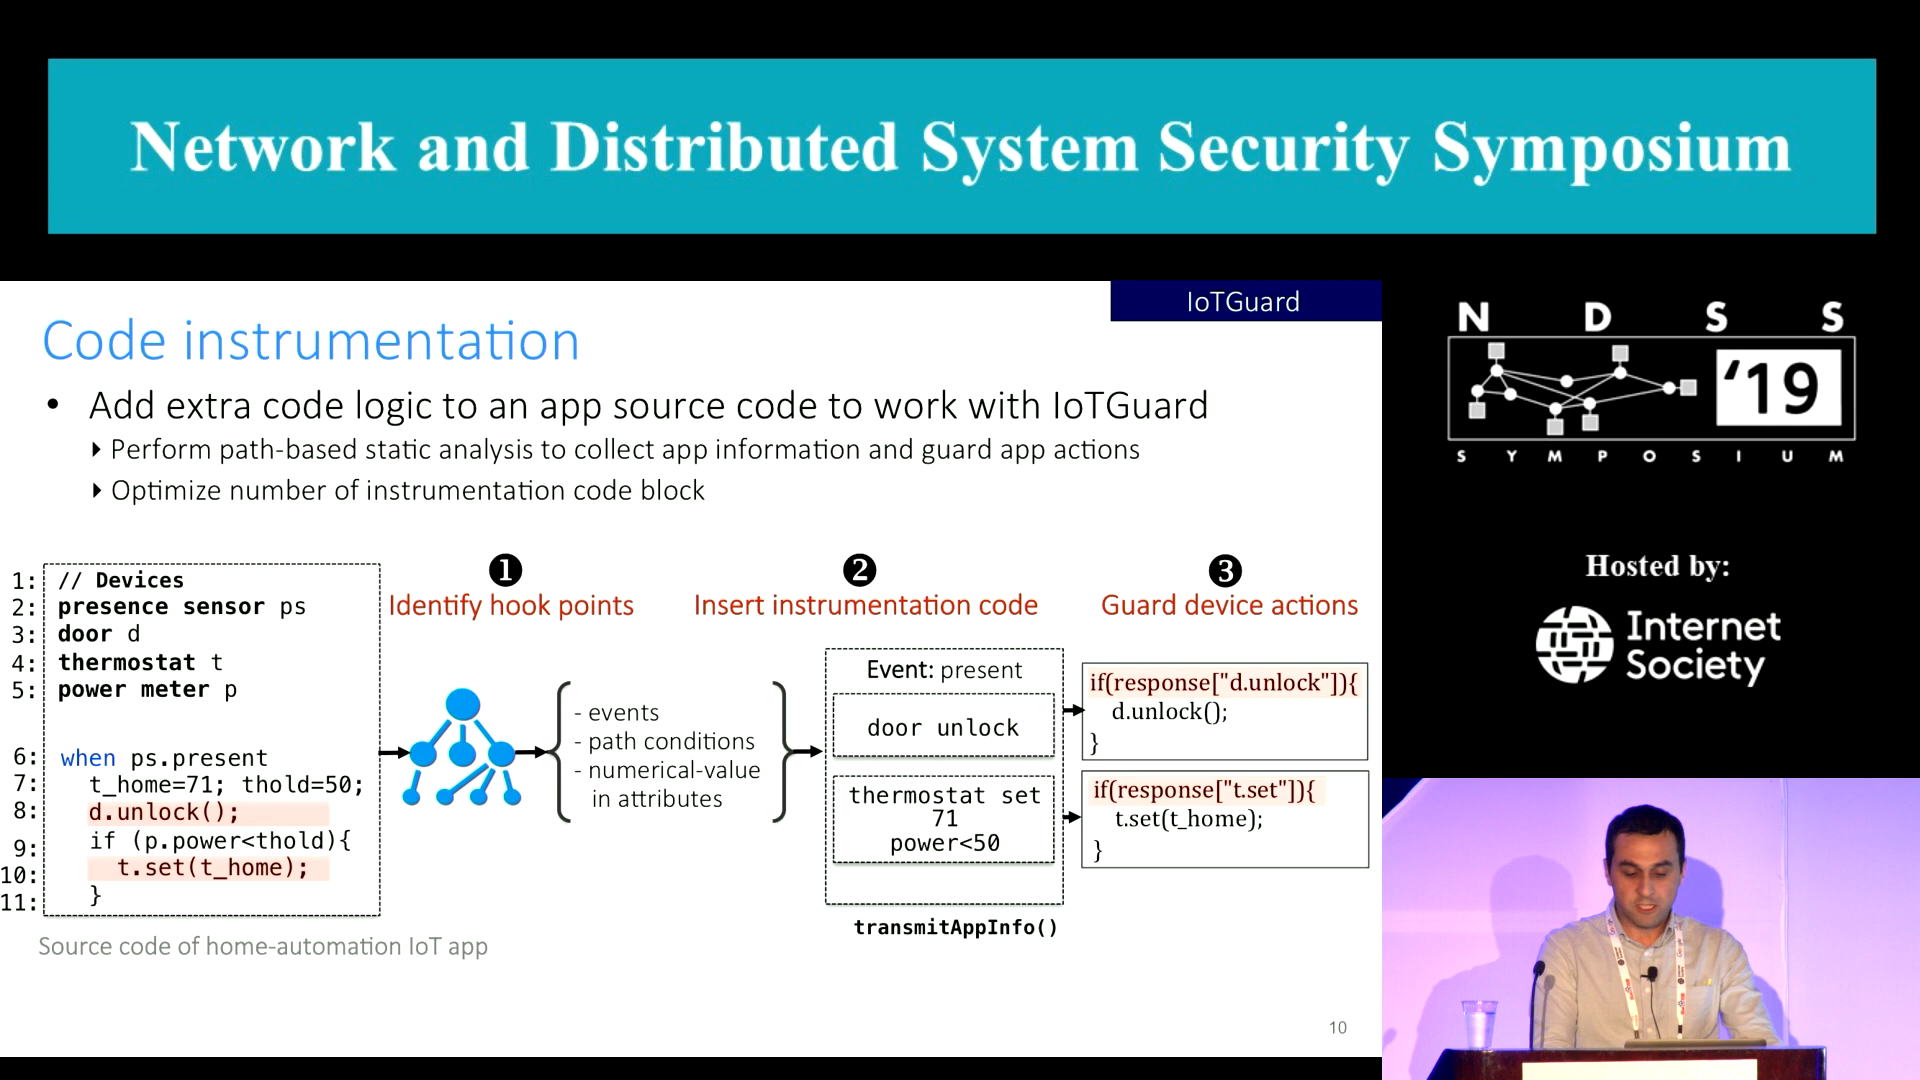 Network and Distributed System Security Symposium
IoTGuard
Code instrumentation
• Add extra code logic to an app source code to work with IoTGuard
Perform path-based static analysis to collect app information and guard app actions
Optimize number of instrumentation code block
1: // Devices
2: presence sensor ps
3: door d
4: thermostat t
5: power meter p
6: when ps.present
7: t_home=71; thold=50;
8: d.unlock();
9: if (p.power<thold){
10: t.set(t_home);
11: }
Source code of home-automation IoT app
❶
Identify hook points
- events
- path conditions
- numerical-value
in attributes
❷
Insert instrumentation code
Event: present
door unlock
thermostat set
71
power<50
transmitAppInfo()
❸
Guard device actions
if(response["d.unlock"]){
d.unlock();
}
if(response["t.set"]){
t.set(t_home);
}
10
N D S S
'19
S Y M P O S I U M
Hosted by:
Internet
Society